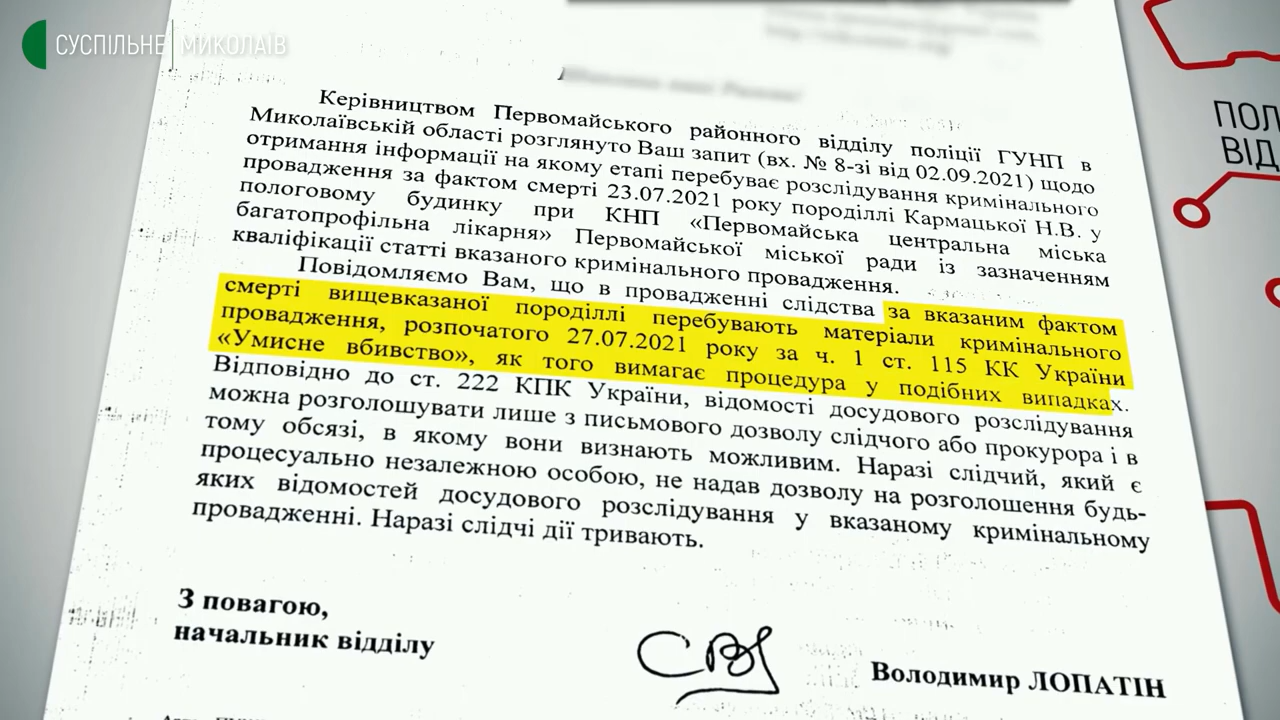 СУСПІЛЬНЕ МИКОЛАЇВ
Керівництвом Первомайського районного відділу поліції ГУНП в
Миколаївській області розглянуто Ваш запит (вх. № 8-зі від 02.09.2021) щодо
отримання інформації на якому етапі перебуває розслідування кримінального
провадження за фактом смерті 23.07.2021 року породіллі Кармацької Н.В. у
пологовому будинку при КНП «Первомайська центральна міська
багатопрофільна лікарня» Первомайської міської ради із зазначенням
кваліфікації статті вказаного кримінального провадження.
Повідомляємо Вам, що в провадженні слідства за вказаним фактом
смерті вищевказаної породіллі перебувають матеріали кримінального
провадження, розпочатого 27.07.2021 року за ч. 1 ст. 115 КК України
«Умисне вбивство», як того вимагає процедура у подібних випадках.
Відповідно до ст. 222 КПК України, відомості досудового розслідування
можна розголошувати лише з письмового дозволу слідчого або прокурора і в
тому обсязі, в якому вони визнають можливим. Наразі слідчий, який є
процесуально незалежною особою, не надав дозволу на розголошення будь-
яких відомостей досудового розслідування у вказаному кримінальному
провадженні. Наразі слідчі дії тривають.
З повагою,
начальник відділу
Володимир ЛОПАТІН
ПОЛ
ВІД